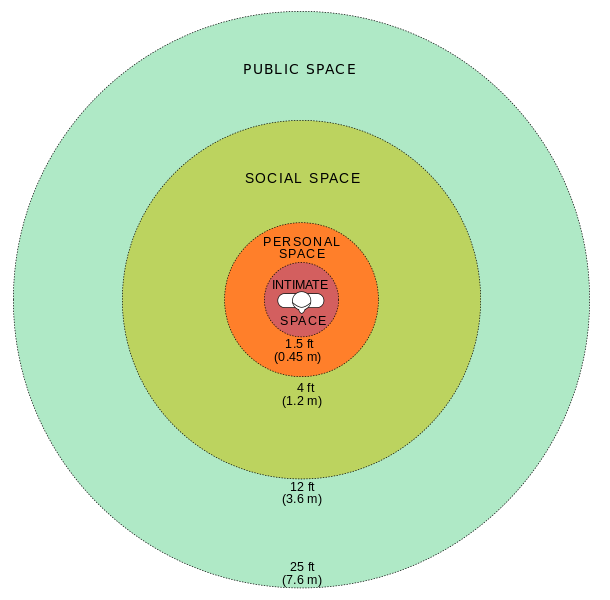 PUBLIC SPACE
SOCIAL SPACE
PERSONAL
SPACE
INTIMATE
SPACE
1.5 ft
(0.45 m)
4 ft
(1.2 m)
12 ft
(3.6 m)
25 ft
(7.6 m)